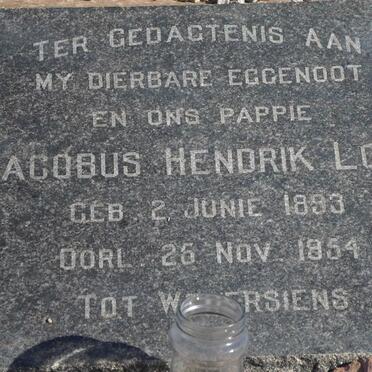 TER GEDAGTENIS AAN
MY DIERBARE EGGENOOT
EN ONS PAPPIE
ACOBUS HENDRIK LO
GEB. 2. JUNIE 1893
OORL. 25 NOV. 1954
TOT W ERSIENS